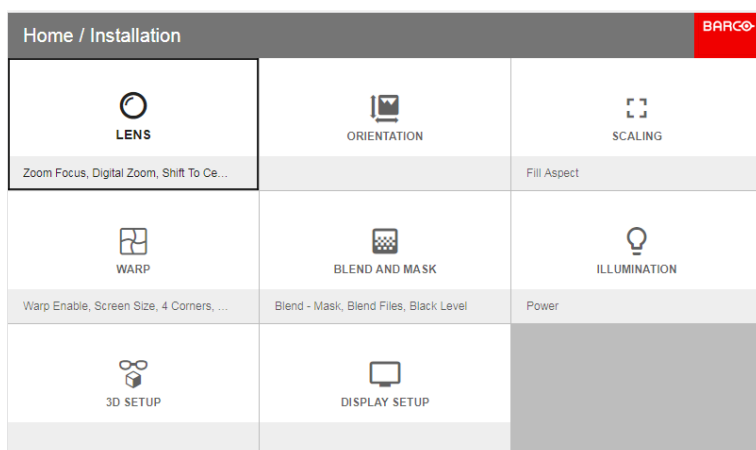 Home / Installation
BARCO
LENS
ORIENTATION
SCALING
Zoom Focus, Digital Zoom, Shift To Ce...
Fill Aspect
WARP
BLEND AND MASK
ILLUMINATION
Warp Enable, Screen Size, 4 Corners, ...
Blend - Mask, Blend Files, Black Level
Power
3D SETUP
DISPLAY SETUP